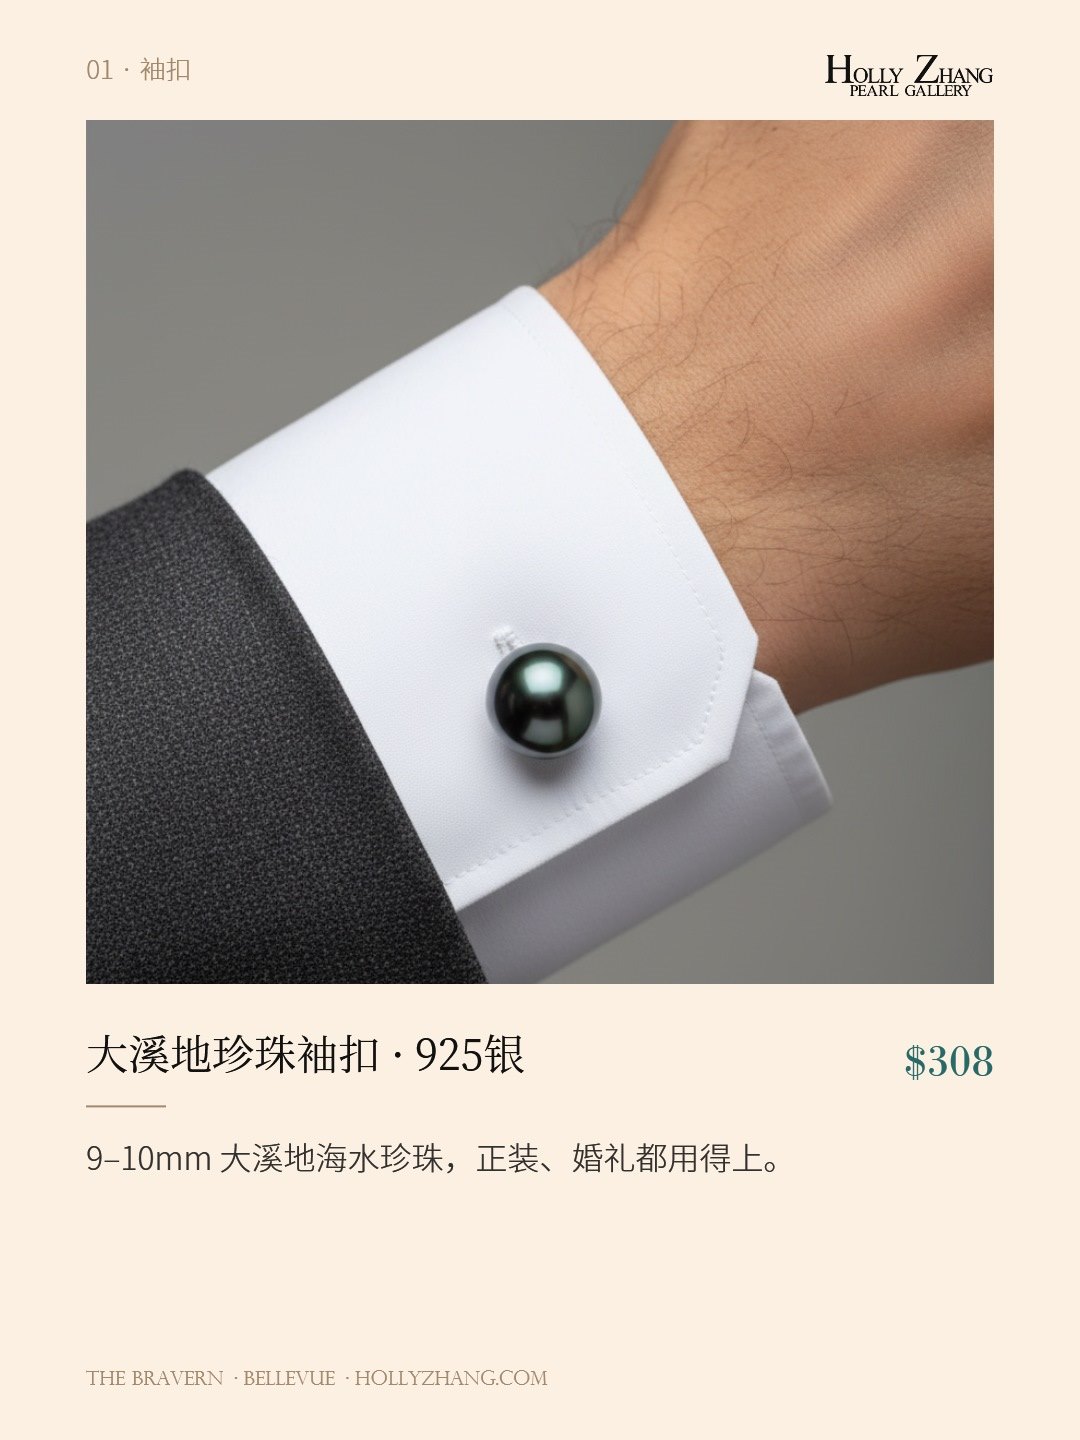 01 · 袖扣
HOLLY ZHANG
PEARL GALLERY
大溪地珍珠袖扣 · 925银
$308
9–10mm 大溪地海水珍珠，正装、婚礼都用得上。
THE BRAVERN · BELLEVUE · HOLLYZHANG.COM